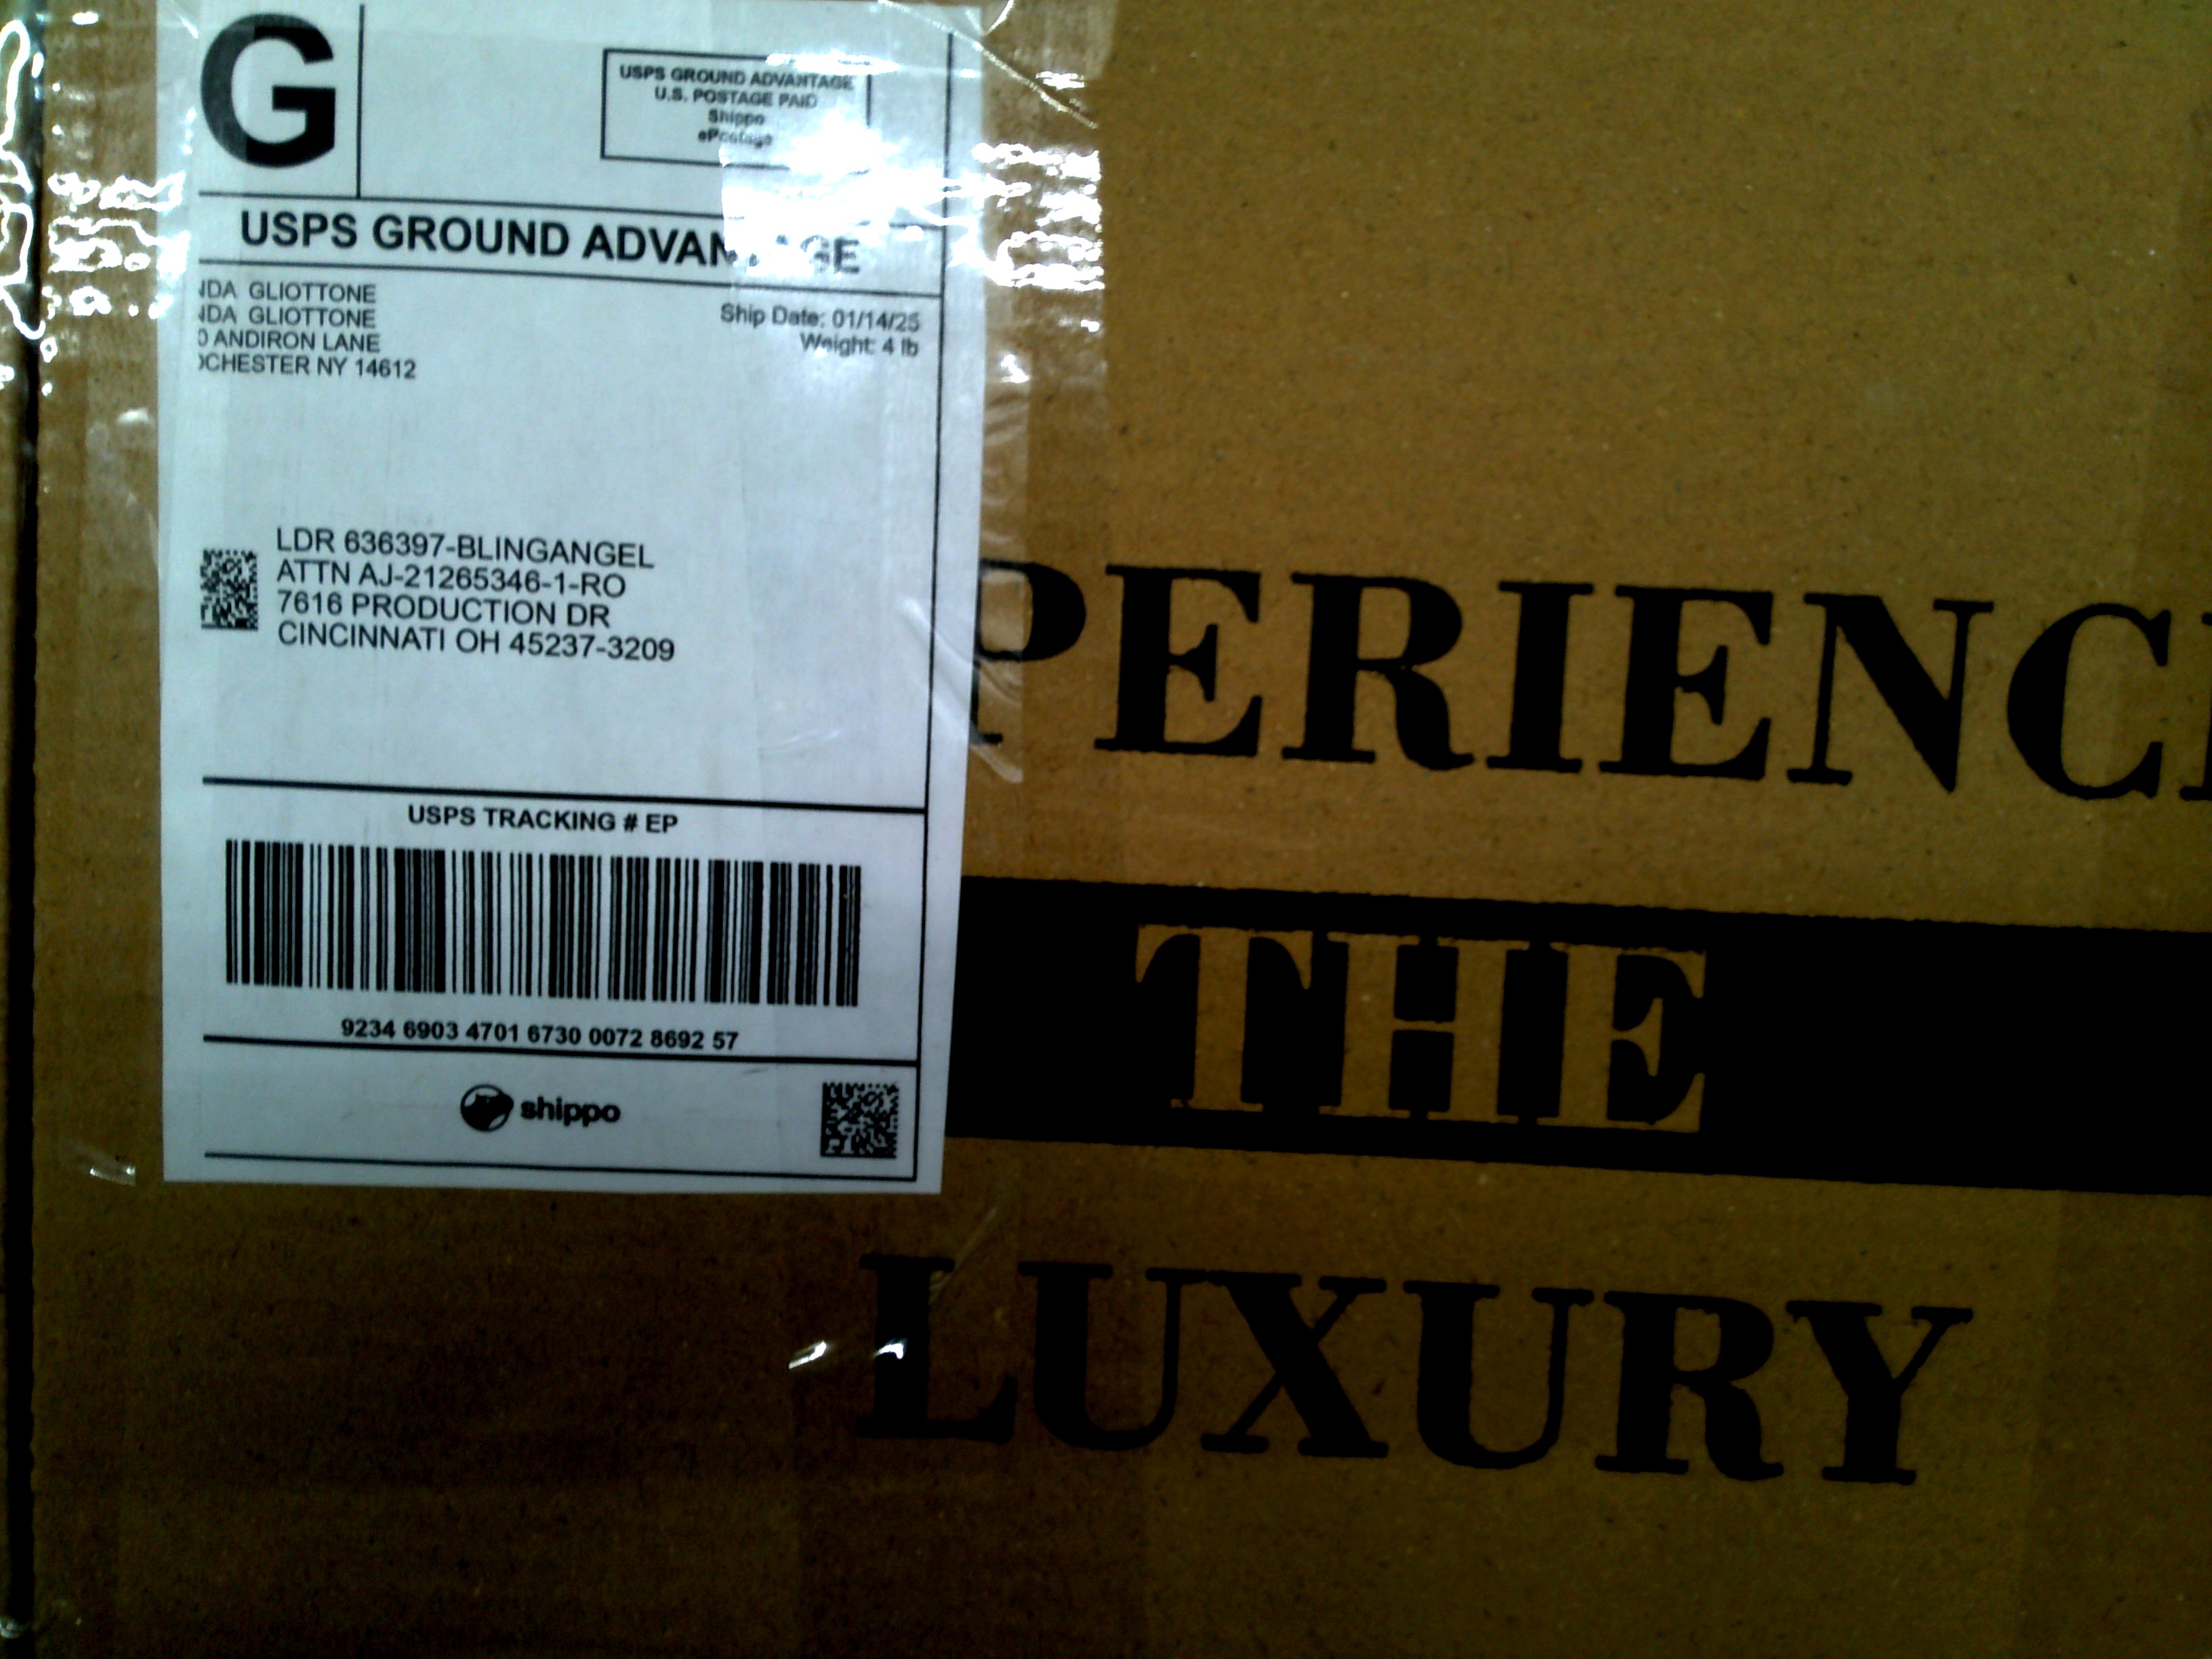 G
USPS GROUND ADVANTAGE
U.S. POSTAGE PAID
Shippo
ePostage
USPS GROUND ADVANTAGE
NDA GLIOTTONE
NDA GLIOTTONE
0 ANDIRON LANE
OCHESTER NY 14612
Ship Date: 01/14/25
Weight: 4 lb
LDR 636397-BLINGANGEL
ATTN AJ-21265346-1-RO
7616 PRODUCTION DR
CINCINNATI OH 45237-3209
USPS TRACKING # EP
9234 6903 4701 6730 0072 8692 57
shippo
PERIENC
THE
LUXURY